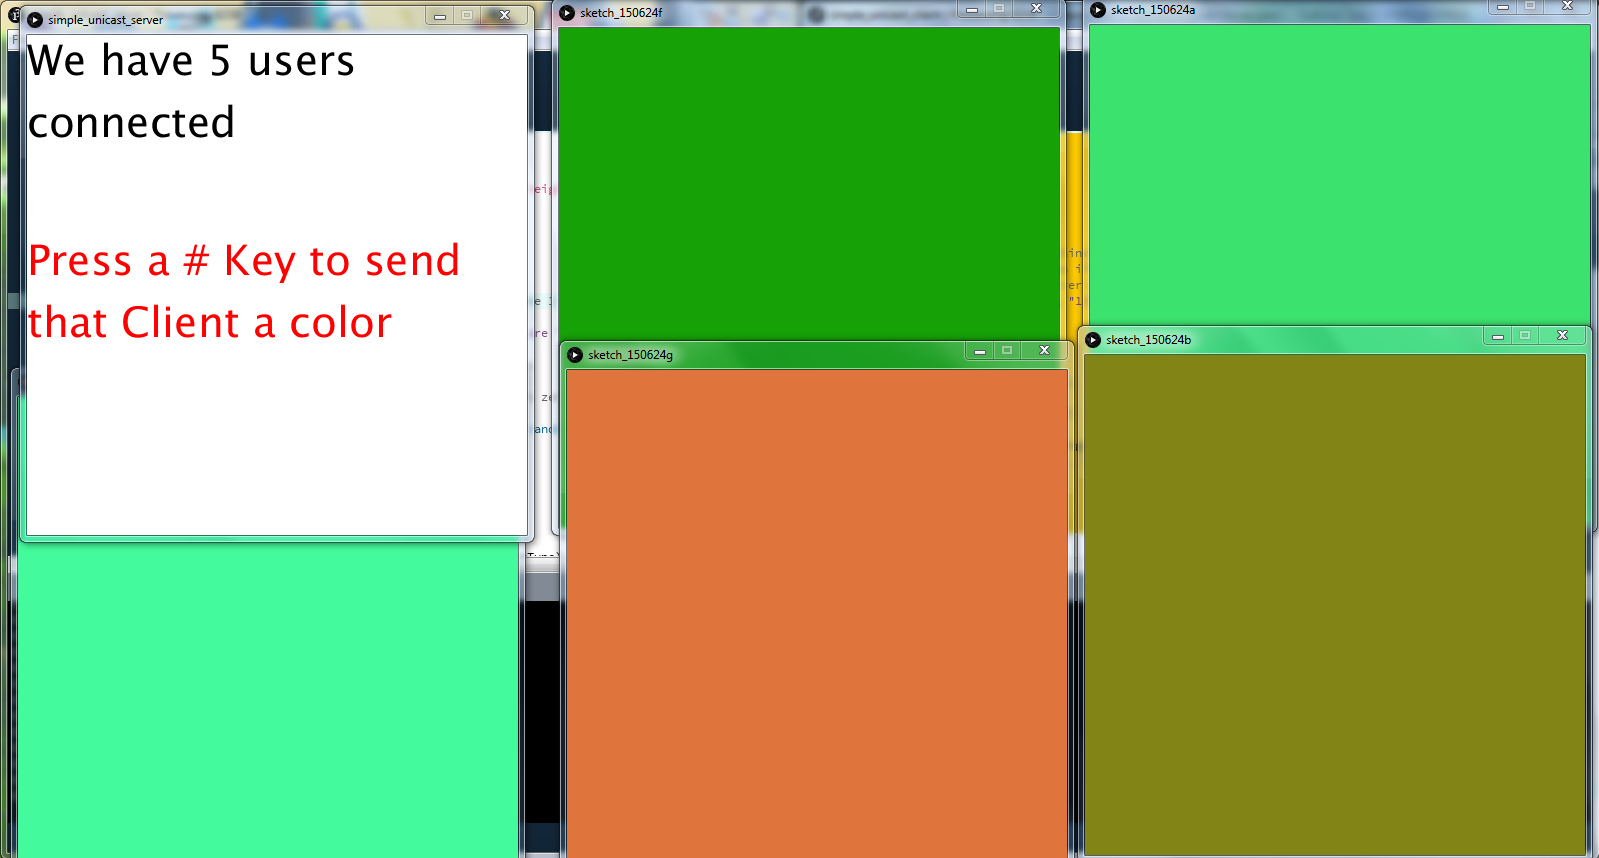 simple_unicast_server
We have 5 users
connected
Press a # Key to send
that Client a color
sketch_150624f
sketch_150624a
sketch_150624g
sketch_150624b